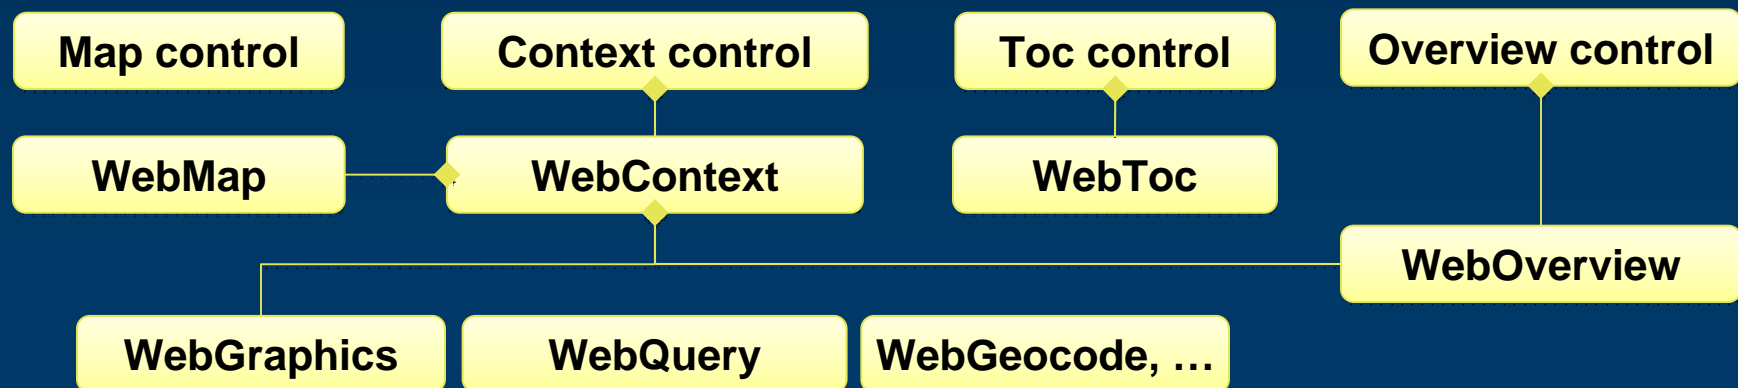 Map control
Context control
Toc control
Overview control
WebMap
WebContext
WebToc
WebOverview
WebGraphics
WebQuery
WebGeocode, …